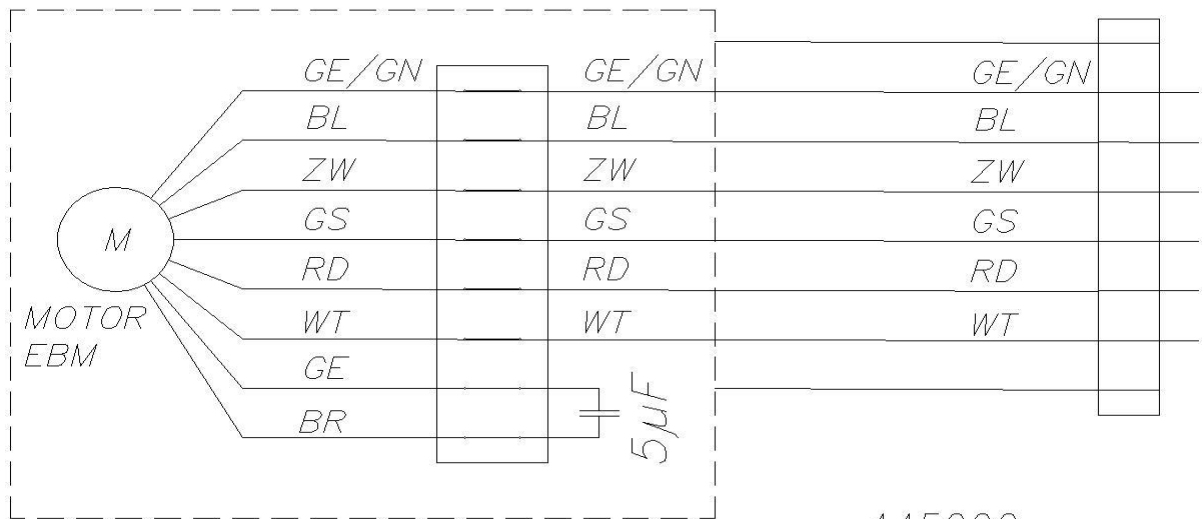 GE/GN GE/GN GE/GN
BL BL BL
ZW ZW ZW
GS GS GS
M
RD RD RD
MOTOR
EBM
WT WT WT
GE
BR
5µF